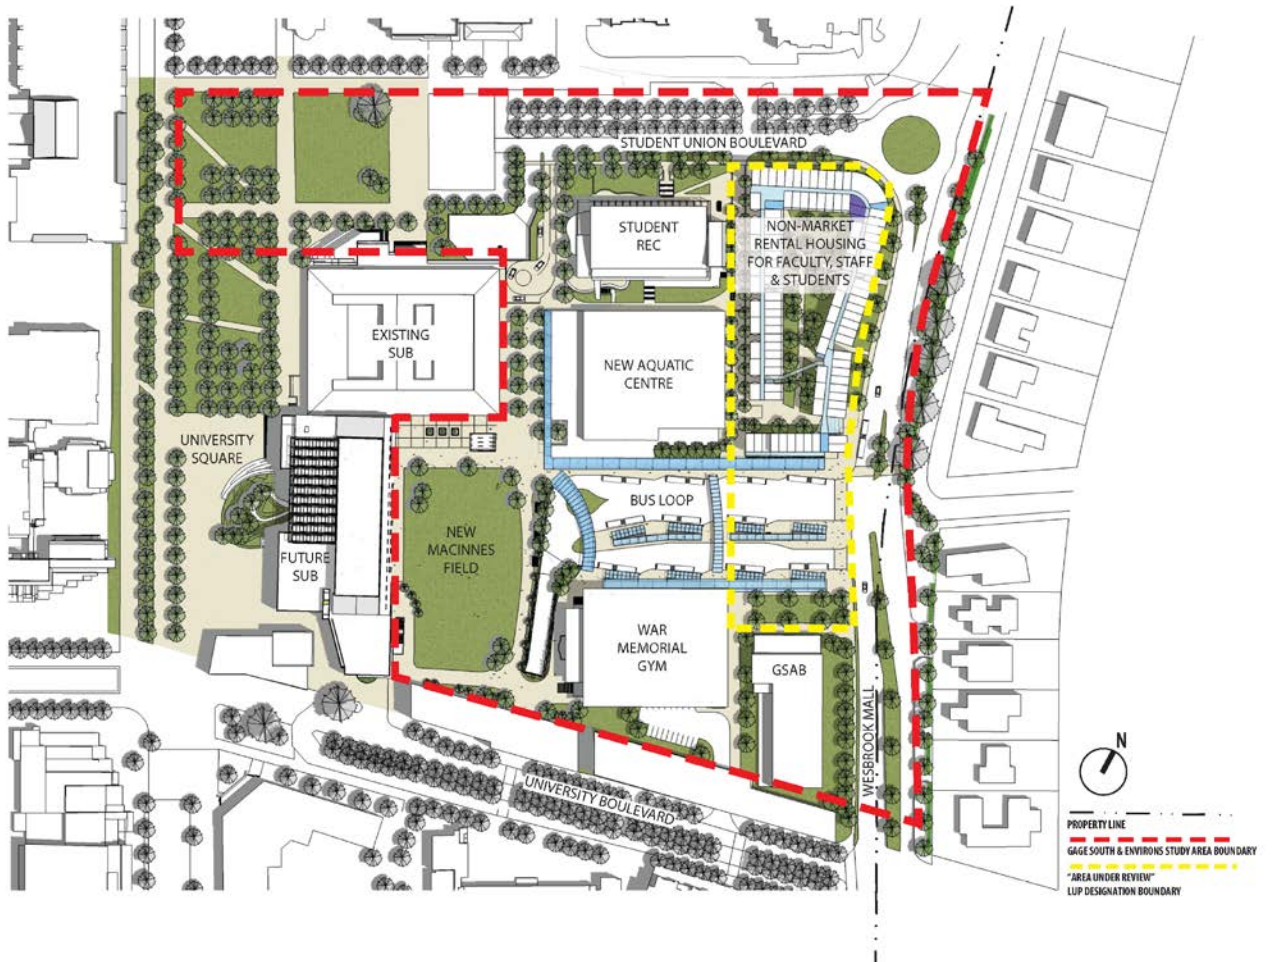 STUDENT UNION BOULEVARD
STUDENT
REC
NON-MARKET
RENTAL HOUSING
FOR FACULTY, STAFF
& STUDENTS
EXISTING
SUB
NEW AQUATIC
CENTRE
UNIVERSITY
SQUARE
BUS LOOP
NEW
MACINNES
FIELD
FUTURE
SUB
WAR
MEMORIAL
GYM
GSAB
WESBROOK MALL
UNIVERSITY BOULEVARD
N
PROPERTY LINE
GAGE SOUTH & ENVIRONS STUDY AREA BOUNDARY
"AREA UNDER REVIEW"
LUP DESIGNATION BOUNDARY